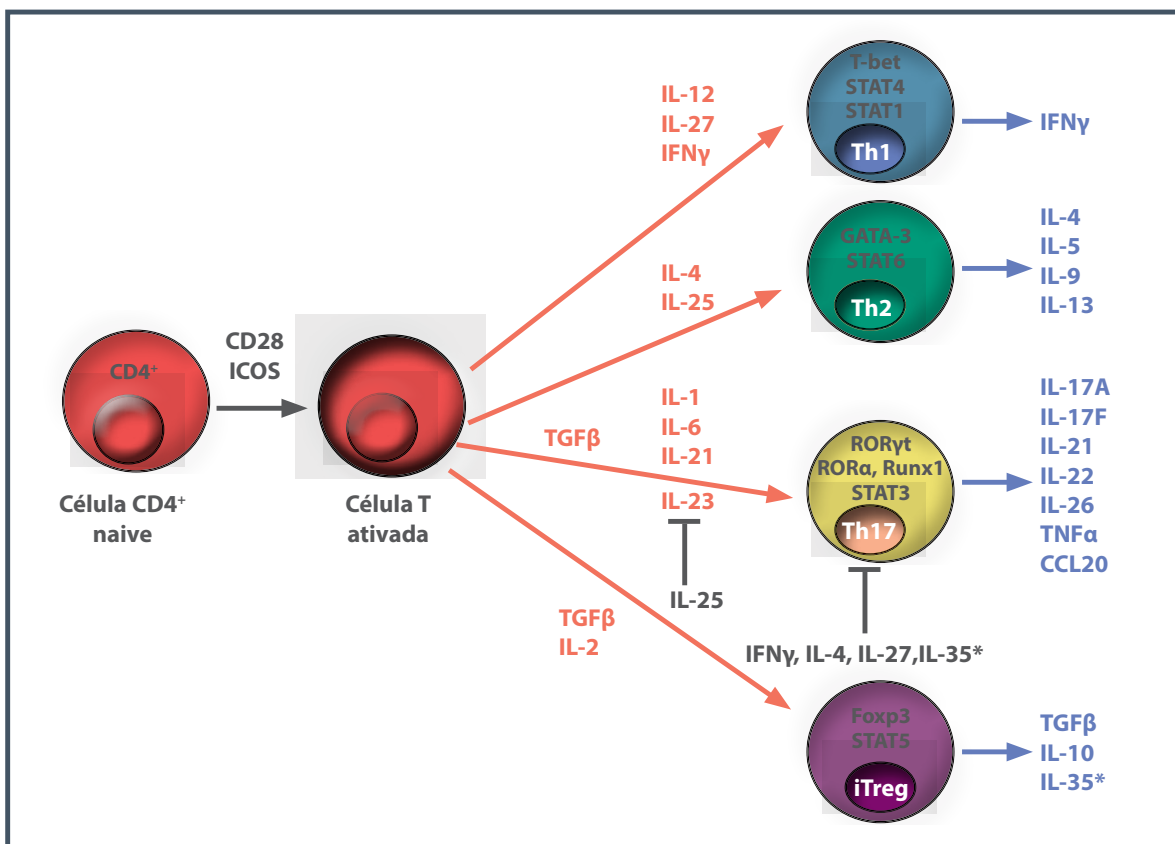 CD4⁺
Célula CD4⁺
naive
CD28
ICOS
Célula T
ativada
IL-12
IL-27
IFNγ
T-bet
STAT4
STAT1
Th1
IFNγ
IL-4
IL-25
GATA-3
STAT6
Th2
IL-4
IL-5
IL-9
IL-13
TGFβ
IL-1
IL-6
IL-21
IL-23
IL-25
RORγt
RORα, Runx1
STAT3
Th17
IL-17A
IL-17F
IL-21
IL-22
IL-26
TNFα
CCL20
IFNγ, IL-4, IL-27,IL-35*
TGFβ
IL-2
Foxp3
STAT5
iTreg
TGFβ
IL-10
IL-35*